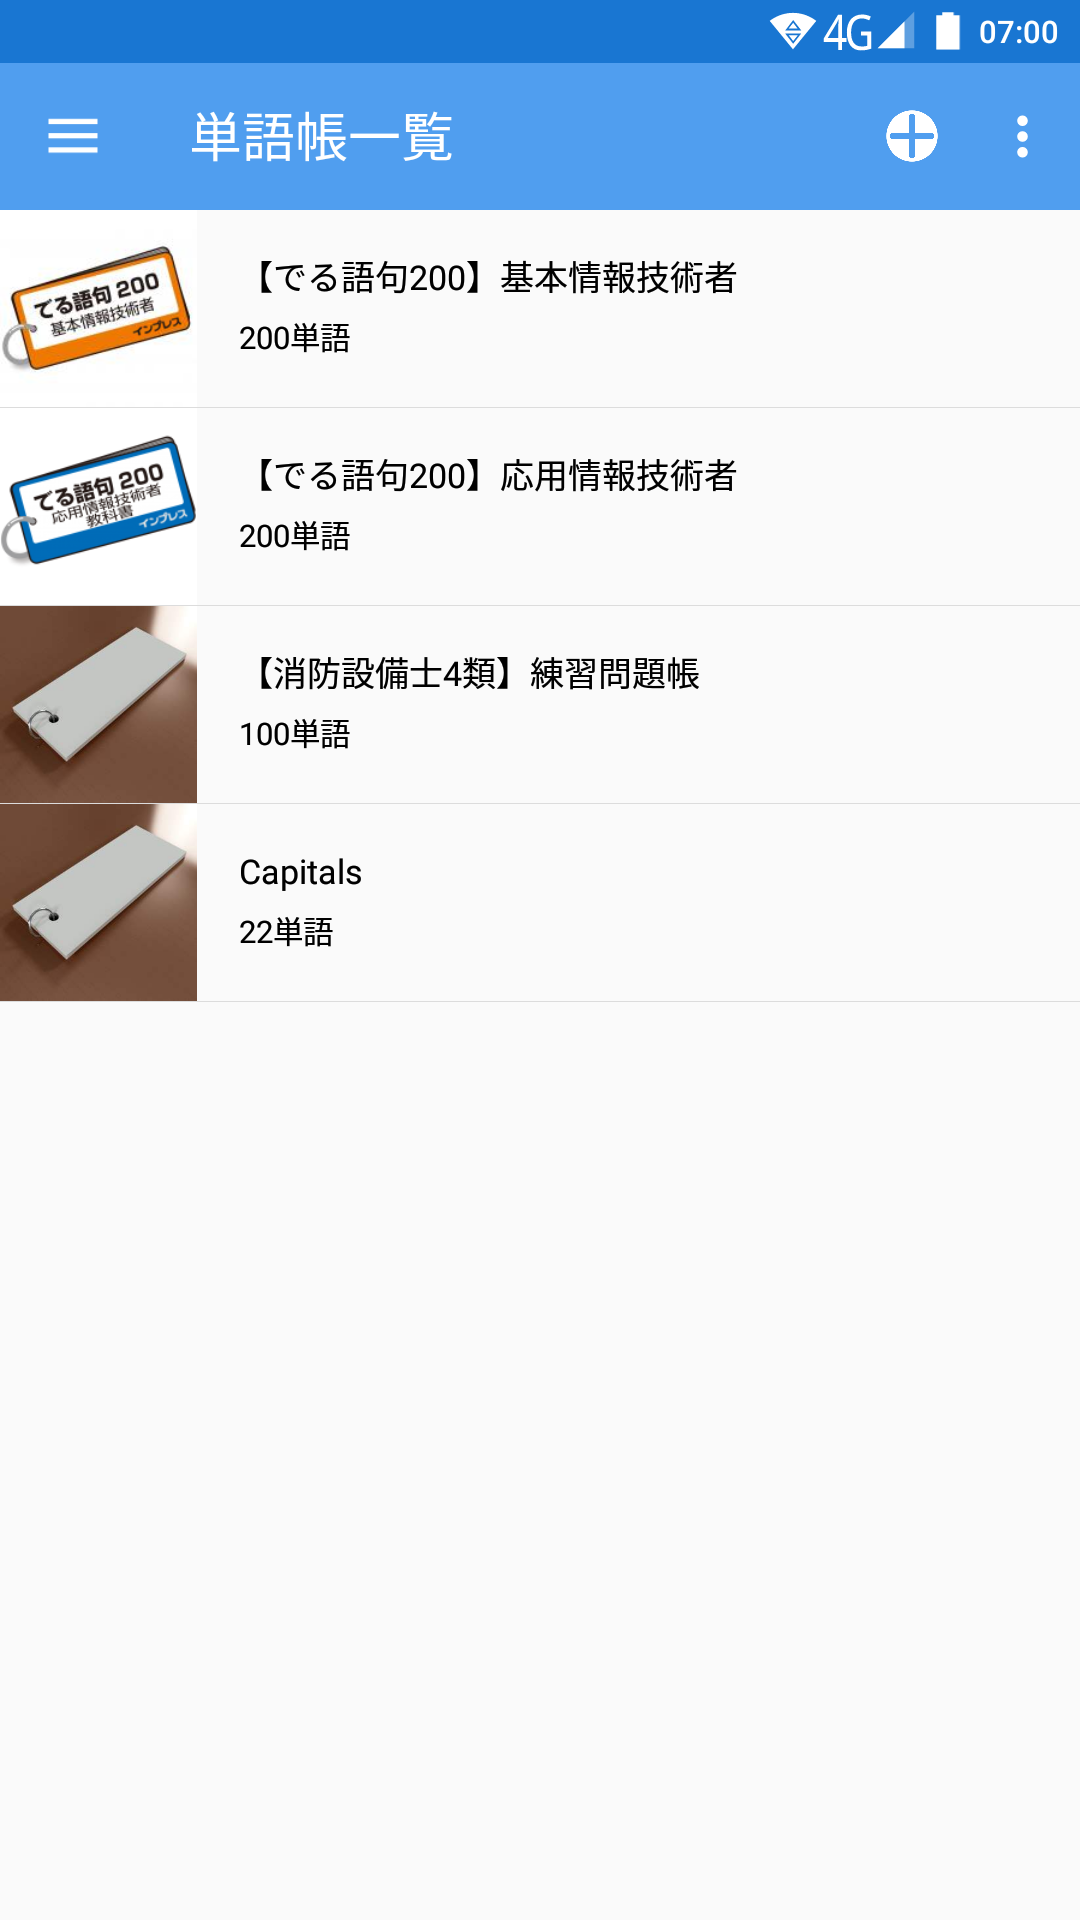 4G 07:00
単語帳一覧
でる語句 200
基本情報技術者
インプレス
【でる語句200】基本情報技術者
200単語
でる語句 200
応用情報技術者
教科書
インプレス
【でる語句200】応用情報技術者
200単語
【消防設備士4類】練習問題帳
100単語
Capitals
22単語